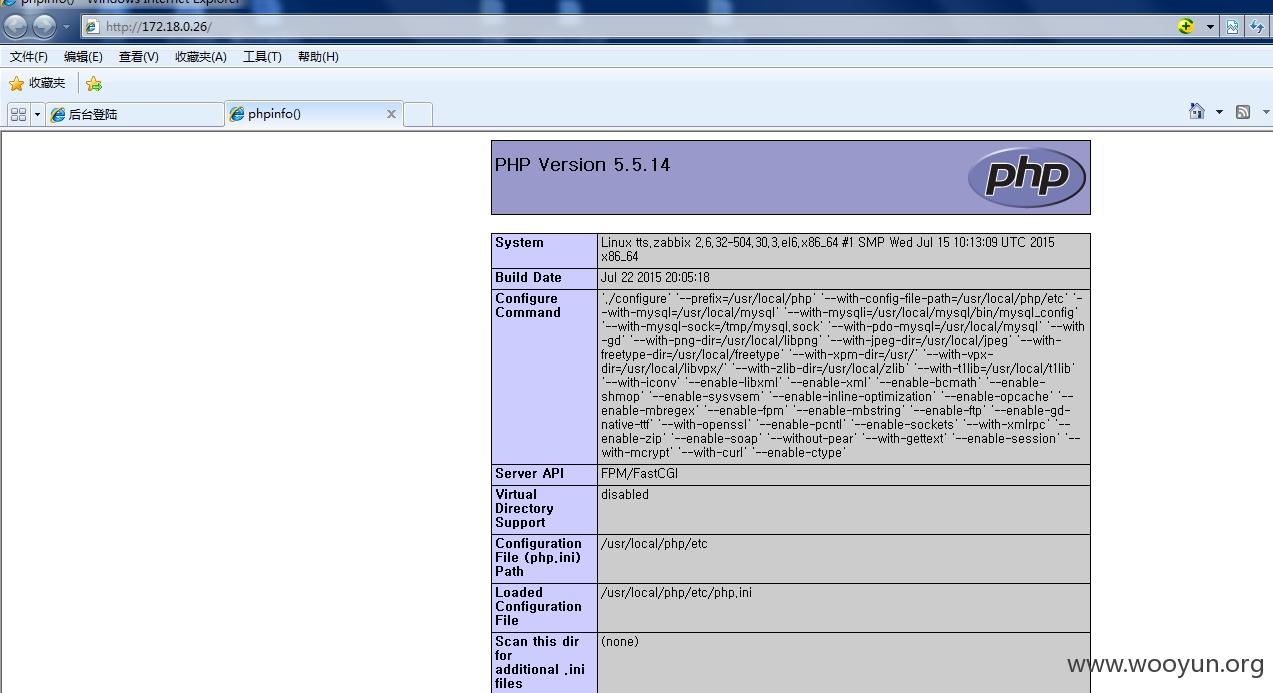 phpinfo() - Windows Internet Explorer
http://172.18.0.26/
文件(F) 编辑(E) 查看(V) 收藏夹(A) 工具(T) 帮助(H)
收藏夹
后台登陆 phpinfo()
PHP Version 5.5.14
php
System
Linux tts.zabbix 2.6.32-504.30.3.el6.x86_64 #1 SMP Wed Jul 15 10:13:09 UTC 2015
x86_64
Build Date
Jul 22 2015 20:05:18
Configure
Command
'./configure' '--prefix=/usr/local/php' '--with-config-file-path=/usr/local/php/etc' '-
-with-mysql=/usr/local/mysql' '--with-mysqli=/usr/local/mysql/bin/mysql_config'
'--with-mysql-sock=/tmp/mysql.sock' '--with-pdo-mysql=/usr/local/mysql' '--with
-gd' '--with-png-dir=/usr/local/libpng' '--with-jpeg-dir=/usr/local/jpeg' '--with-
freetype-dir=/usr/local/freetype' '--with-xpm-dir=/usr/' '--with-vpx-
dir=/usr/local/libvpx/' '--with-zlib-dir=/usr/local/zlib' '--with-t1lib=/usr/local/t1lib'
'--with-iconv' '--enable-libxml' '--enable-xml' '--enable-bcmath' '--enable-
shmop' '--enable-sysvsem' '--enable-inline-optimization' '--enable-opcache' '--
enable-mbregex' '--enable-fpm' '--enable-mbstring' '--enable-ftp' '--enable-gd-
native-ttf' '--with-openssl' '--enable-pcntl' '--enable-sockets' '--with-xmlrpc' '--
enable-zip' '--enable-soap' '--without-pear' '--with-gettext' '--enable-session' '--
with-mcrypt' '--with-curl' '--enable-ctype'
Server API
FPM/FastCGI
Virtual
Directory
Support
disabled
Configuration
File (php.ini)
Path
/usr/local/php/etc
Loaded
Configuration
File
/usr/local/php/etc/php.ini
Scan this dir
for
additional .ini
files
(none)
www.wooyun.org